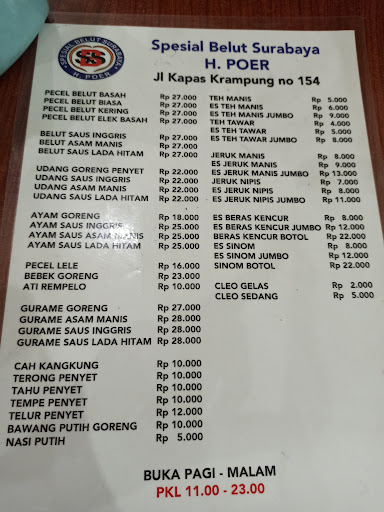 SPESIAL BELUT SURABAYA
H. POER
Spesial Belut Surabaya
H. POER
Jl Kapas Krampung no 154
PECEL BELUT BASAH Rp 27.000
PECEL BELUT BIASA Rp 27.000
PECEL BELUT KERING Rp 27.000
PECEL BELUT ELEK BASAH Rp 27.000
BELUT SAUS INGGRIS Rp 27.000
BELUT ASAM MANIS Rp 27.000
BELUT SAUS LADA HITAM Rp 27.000
UDANG GORENG PENYET Rp 22.000
UDANG SAUS INGGRIS Rp 22.000
UDANG ASAM MANIS Rp 22.000
UDANG SAUS LADA HITAM Rp 22.000
AYAM GORENG Rp 18.000
AYAM SAUS INGGRIS Rp 25.000
AYAM SAUS ASAM MANIS Rp 25.000
AYAM SAUS LADA HITAM Rp 25.000
PECEL LELE Rp 16.000
BEBEK GORENG Rp 23.000
ATI REMPELO Rp 10.000
GURAME GORENG Rp 27.000
GURAME ASAM MANIS Rp 28.000
GURAME SAUS INGGRIS Rp 28.000
GURAME SAUS LADA HITAM Rp 28.000
CAH KANGKUNG Rp 10.000
TERONG PENYET Rp 10.000
TAHU PENYET Rp 10.000
TEMPE PENYET Rp 10.000
TELUR PENYET Rp 12.000
BAWANG PUTIH GORENG Rp 10.000
NASI PUTIH Rp 5.000
TEH MANIS Rp 5.000
ES TEH MANIS Rp 6.000
ES TEH MANIS JUMBO Rp 9.000
TEH TAWAR Rp 4.000
ES TEH TAWAR Rp 5.000
ES TEH TAWAR JUMBO Rp 8.000
JERUK MANIS Rp 8.000
ES JERUK MANIS Rp 9.000
ES JERUK MANIS JUMBO Rp 13.000
JERUK NIPIS Rp 7.000
ES JERUK NIPIS Rp 8.000
ES JERUK NIPIS JUMBO Rp 11.000
ES BERAS KENCUR Rp 8.000
ES BERAS KENCUR JUMBO Rp 12.000
BERAS KENCUR BOTOL Rp 22.000
ES SINOM Rp 8.000
ES SINOM JUMBO Rp 12.000
SINOM BOTOL Rp 22.000
CLEO GELAS Rp 2.000
CLEO SEDANG Rp 5.000
BUKA PAGI - MALAM
PKL 11.00 - 23.00